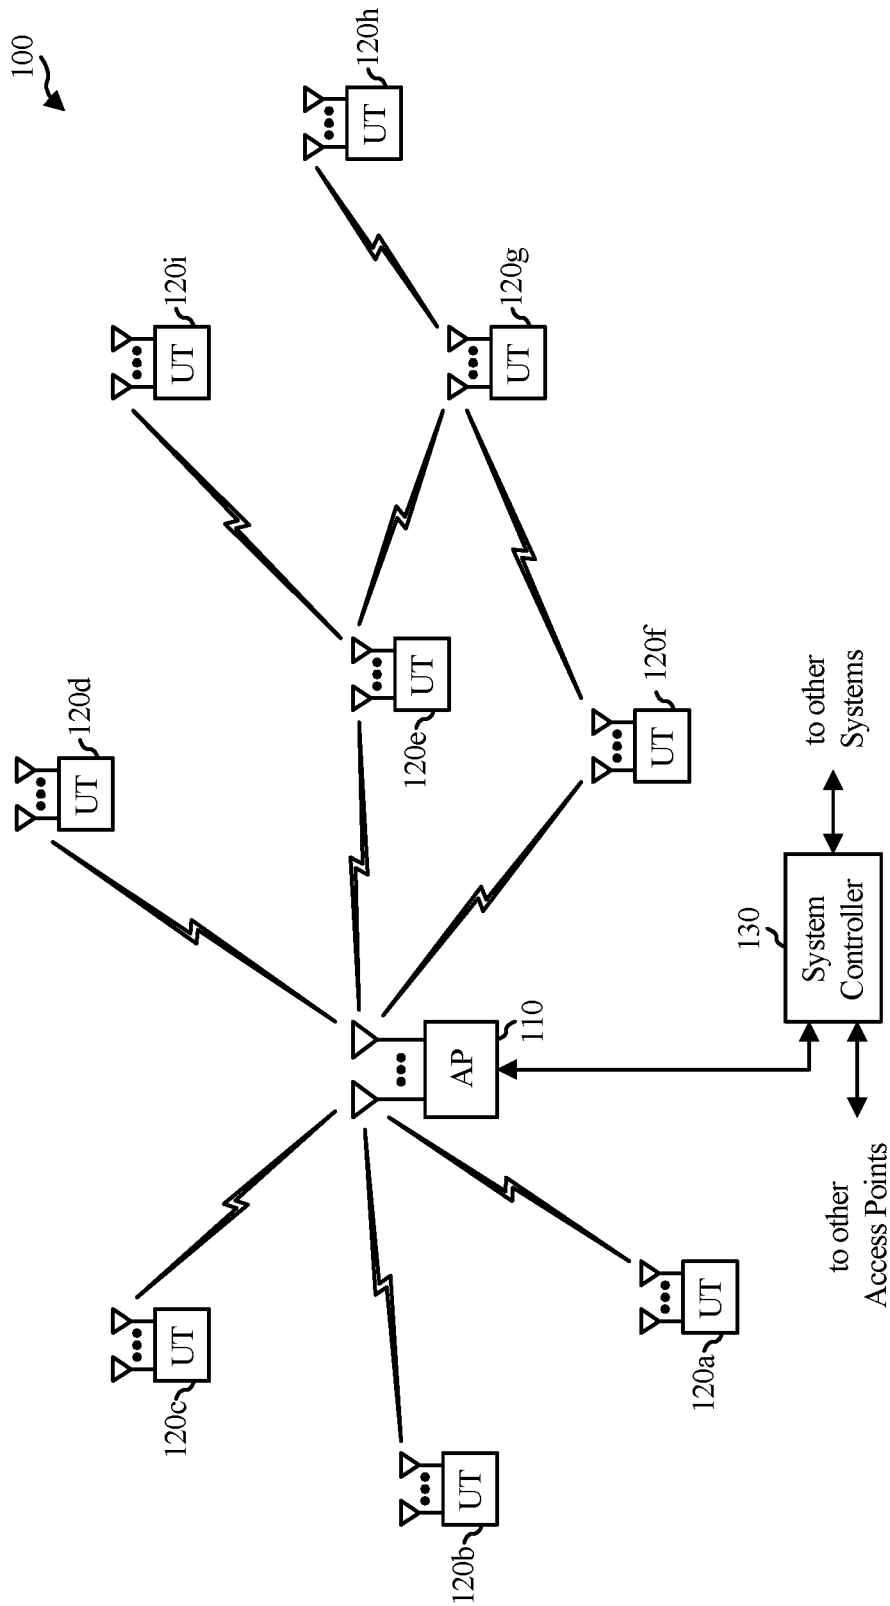 100
UT
120d
UT
120i
UT
120h
UT
120c
UT
120e
UT
120g
UT
120b
AP
110
UT
120f
UT
120a
130
System
Controller
to other
Systems
to other
Access Points